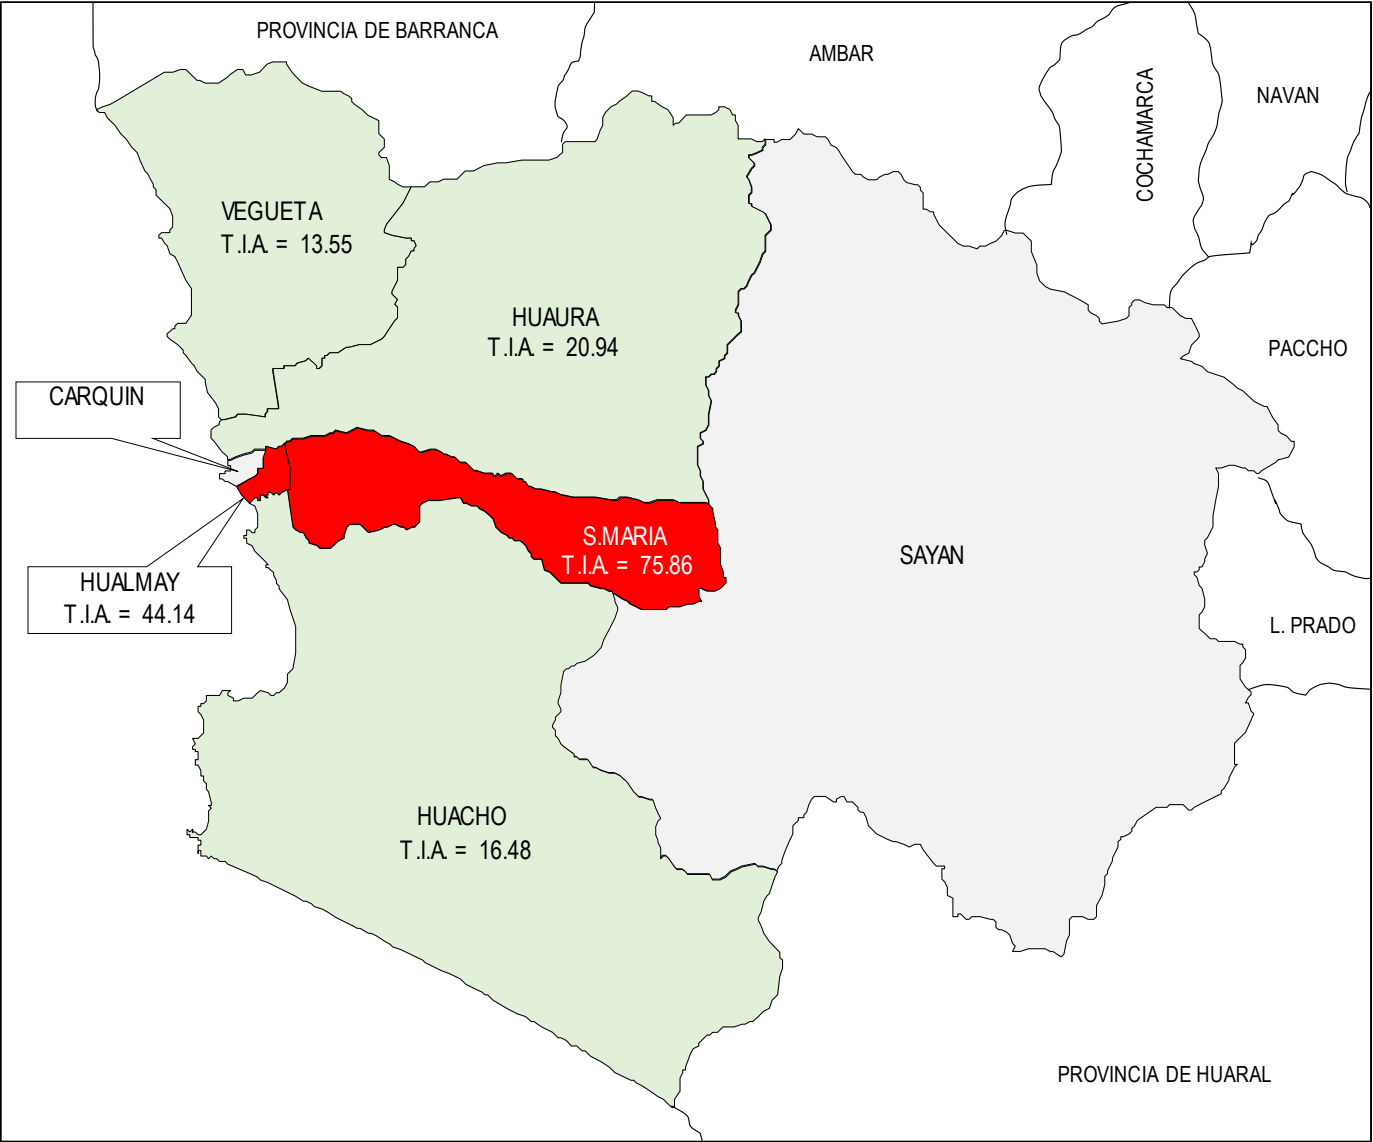 PROVINCIA DE BARRANCA
AMBAR
COCHAMARCA
NAVAN
VEGUETA
T.I.A. = 13.55
HUAURA
T.I.A. = 20.94
PACCHO
CARQUIN
S.MARIA
T.I.A. = 75.86
SAYAN
HUALMAY
T.I.A. = 44.14
L. PRADO
HUACHO
T.I.A. = 16.48
PROVINCIA DE HUARAL